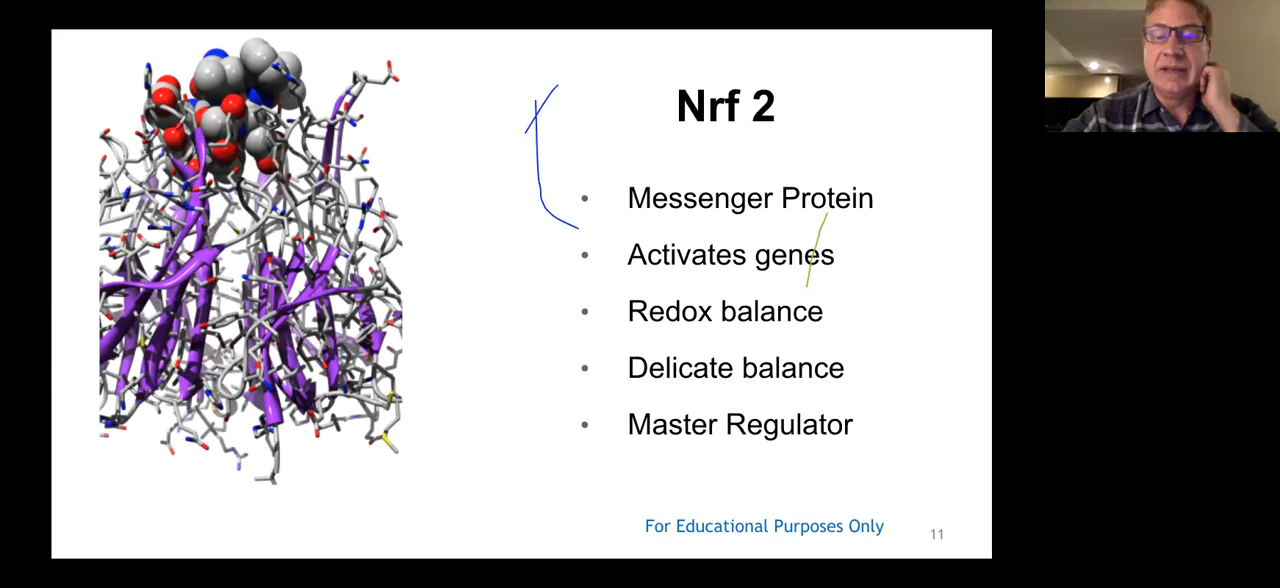 Nrf 2
• Messenger Protein
• Activates genes
• Redox balance
• Delicate balance
• Master Regulator
For Educational Purposes Only
11